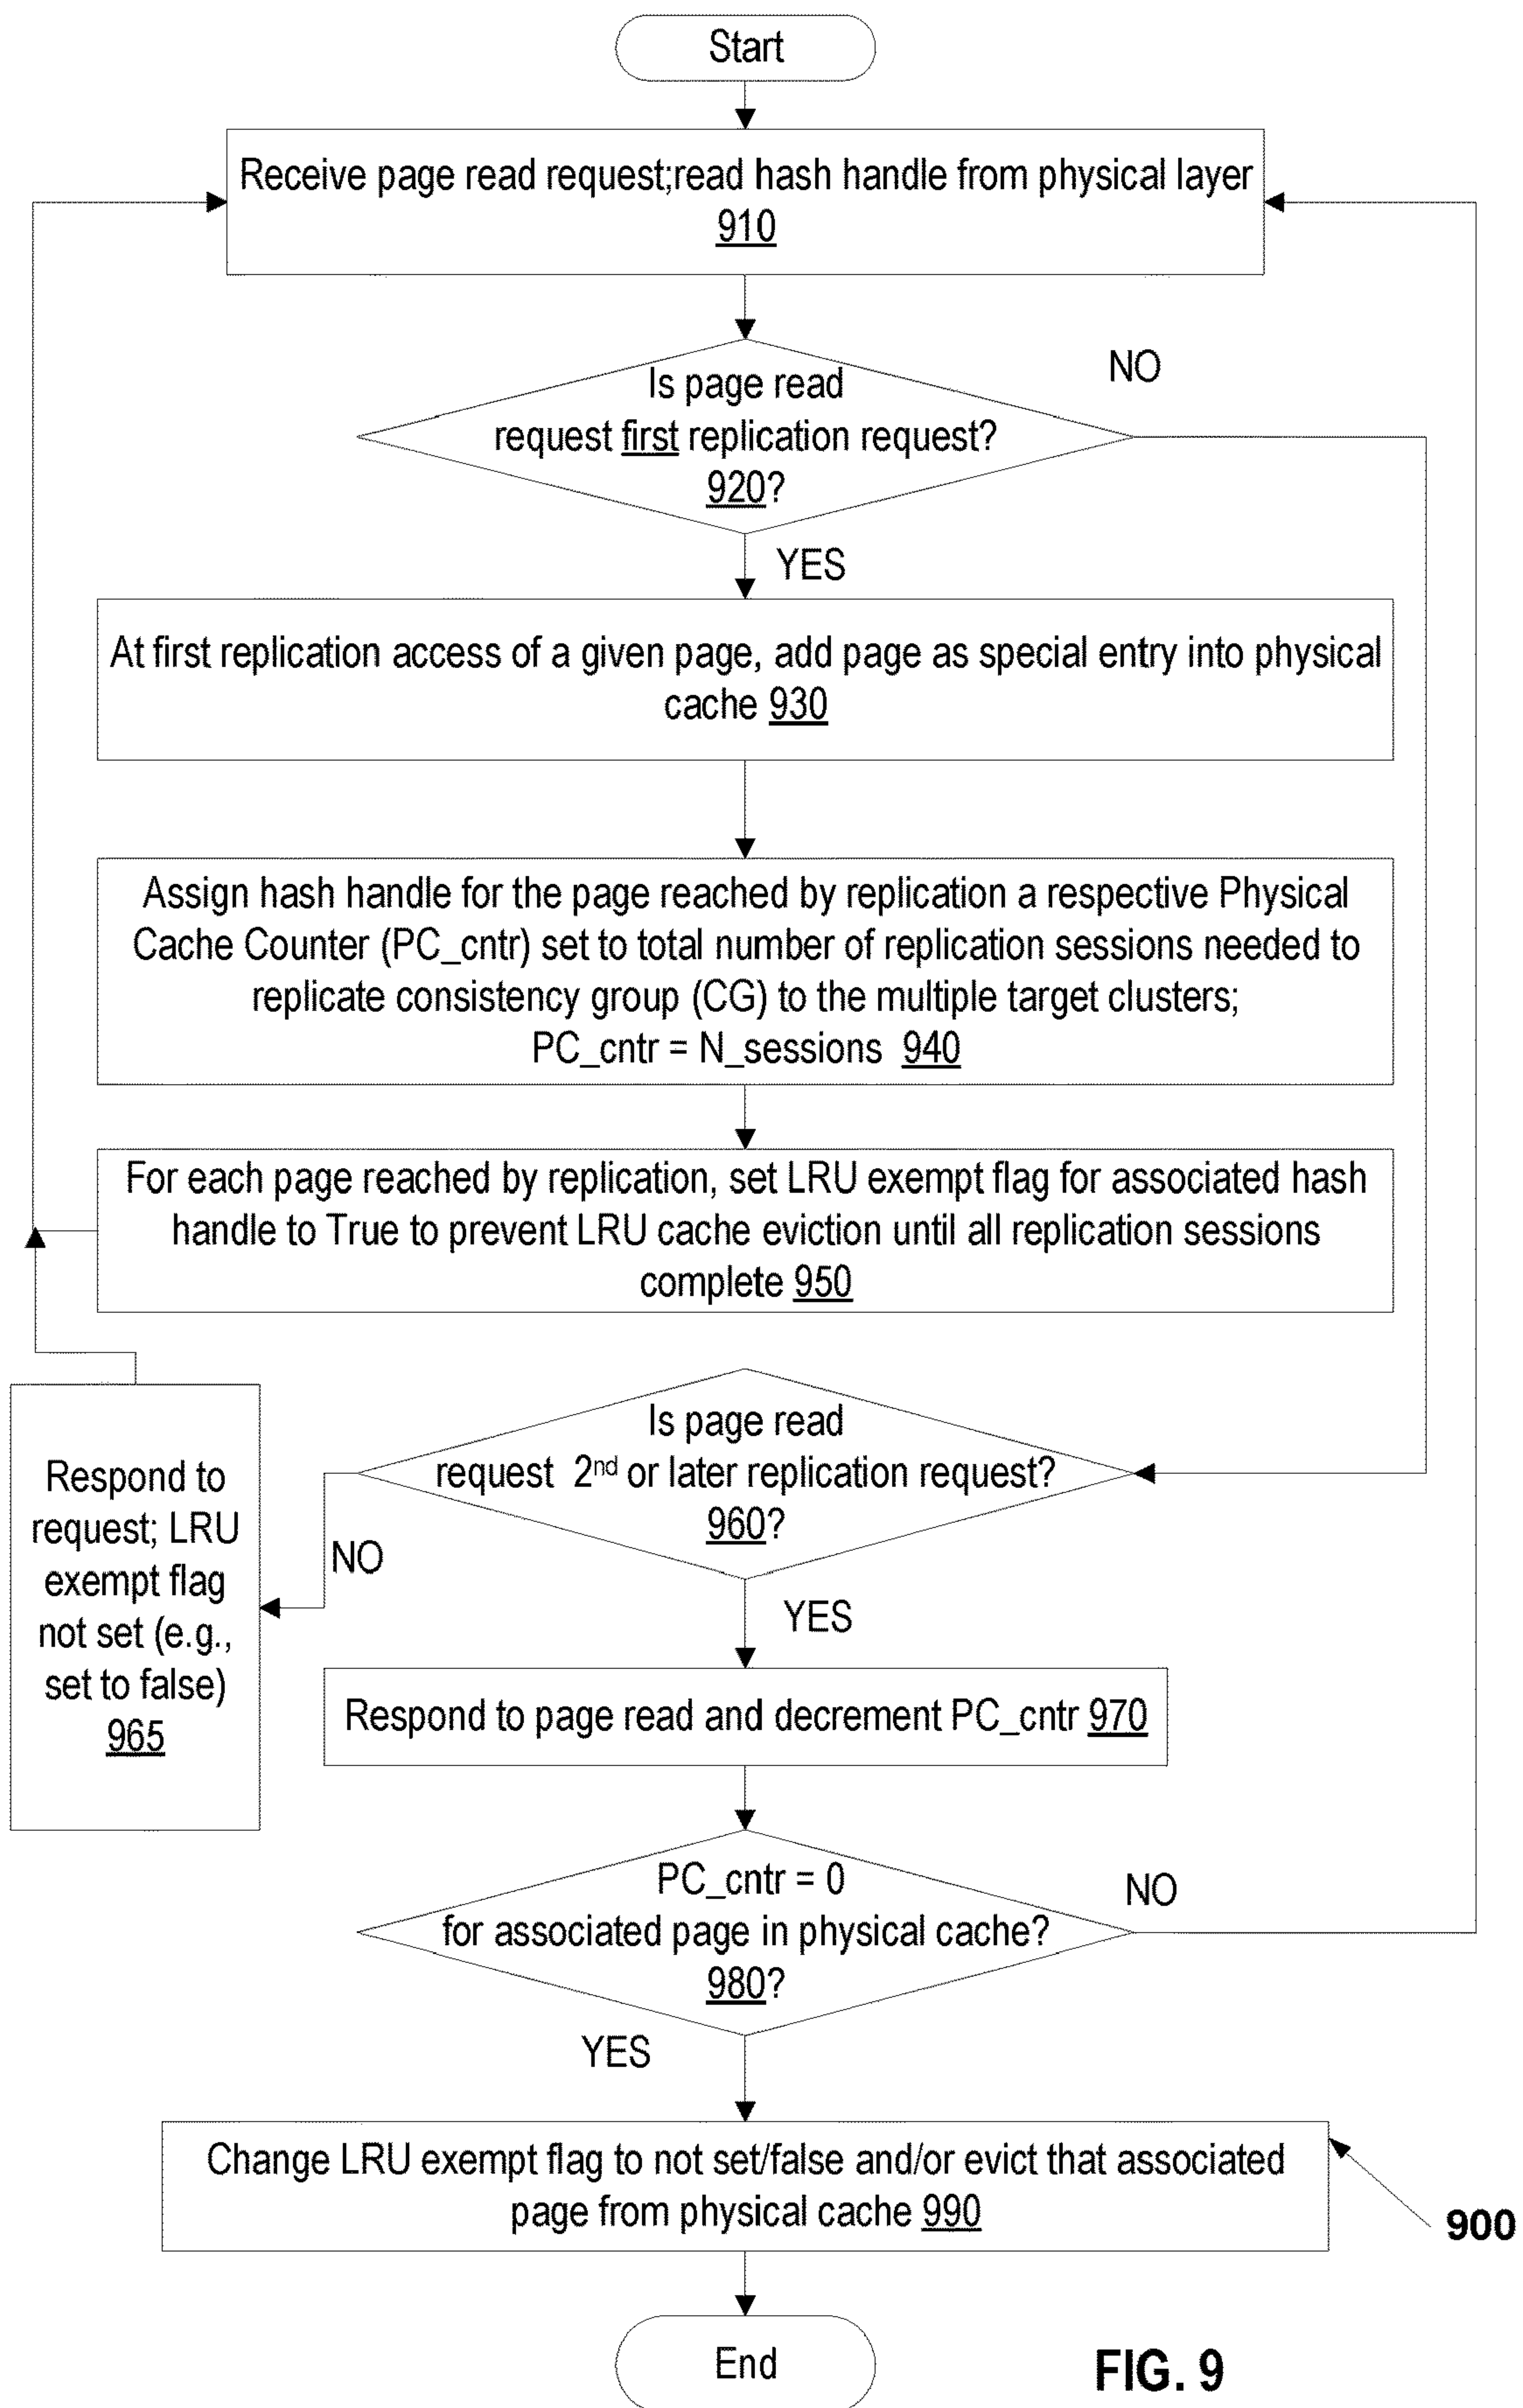 Start
Receive page read request;read hash handle from physical layer
910
Is page read
request first replication request?
920?
NO
YES
At first replication access of a given page, add page as special entry into physical
cache 930
Assign hash handle for the page reached by replication a respective Physical
Cache Counter (PC_cntr) set to total number of replication sessions needed to
replicate consistency group (CG) to the multiple target clusters;
PC_cntr = N_sessions 940
For each page reached by replication, set LRU exempt flag for associated hash
handle to True to prevent LRU cache eviction until all replication sessions
complete 950
Is page read
request 2nd or later replication request?
960?
NO
YES
Respond to
request; LRU
exempt flag
not set (e.g.,
set to false)
965
Respond to page read and decrement PC_cntr 970
PC_cntr = 0
for associated page in physical cache?
980?
NO
YES
Change LRU exempt flag to not set/false and/or evict that associated
page from physical cache 990
900
End
FIG. 9